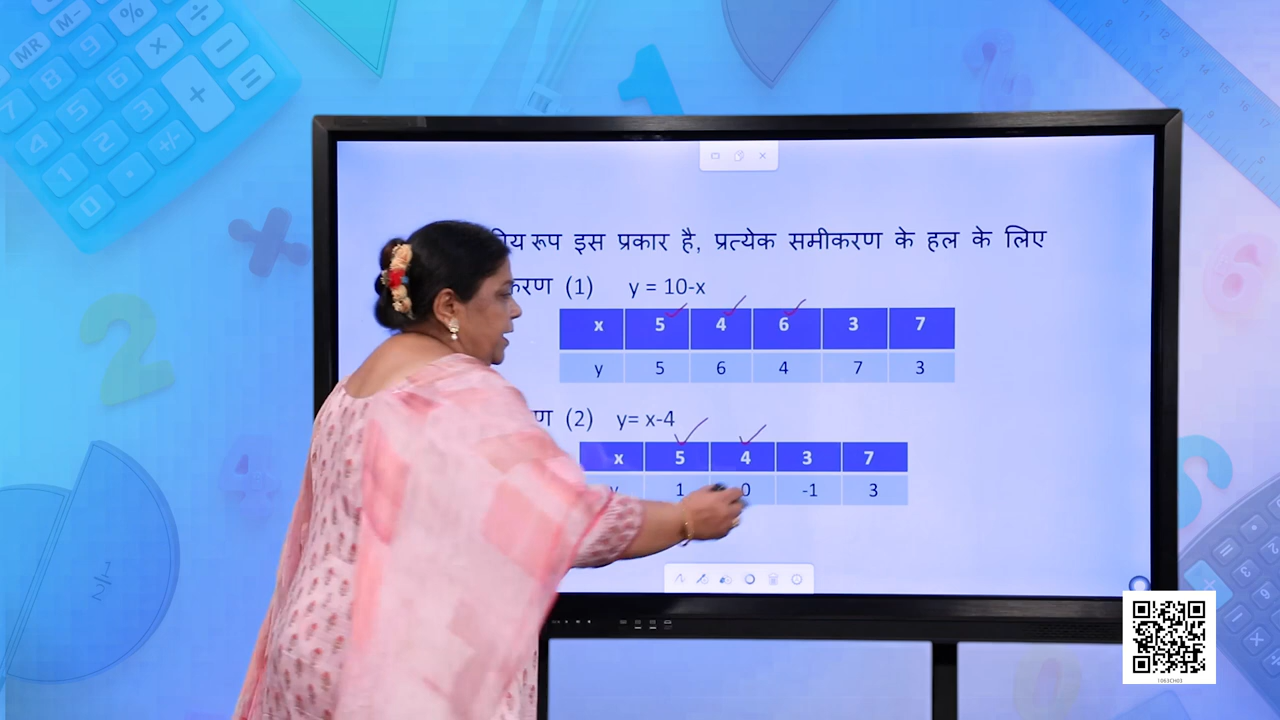 रूप इस प्रकार है, प्रत्येक समीकरण के हल के लिए
(1) y = 10-x
x 5 4 6 3 7
y 5 6 4 7 3
(2) y= x-4
x 5 4 3 7
y 1 0 -1 3
1063CH03